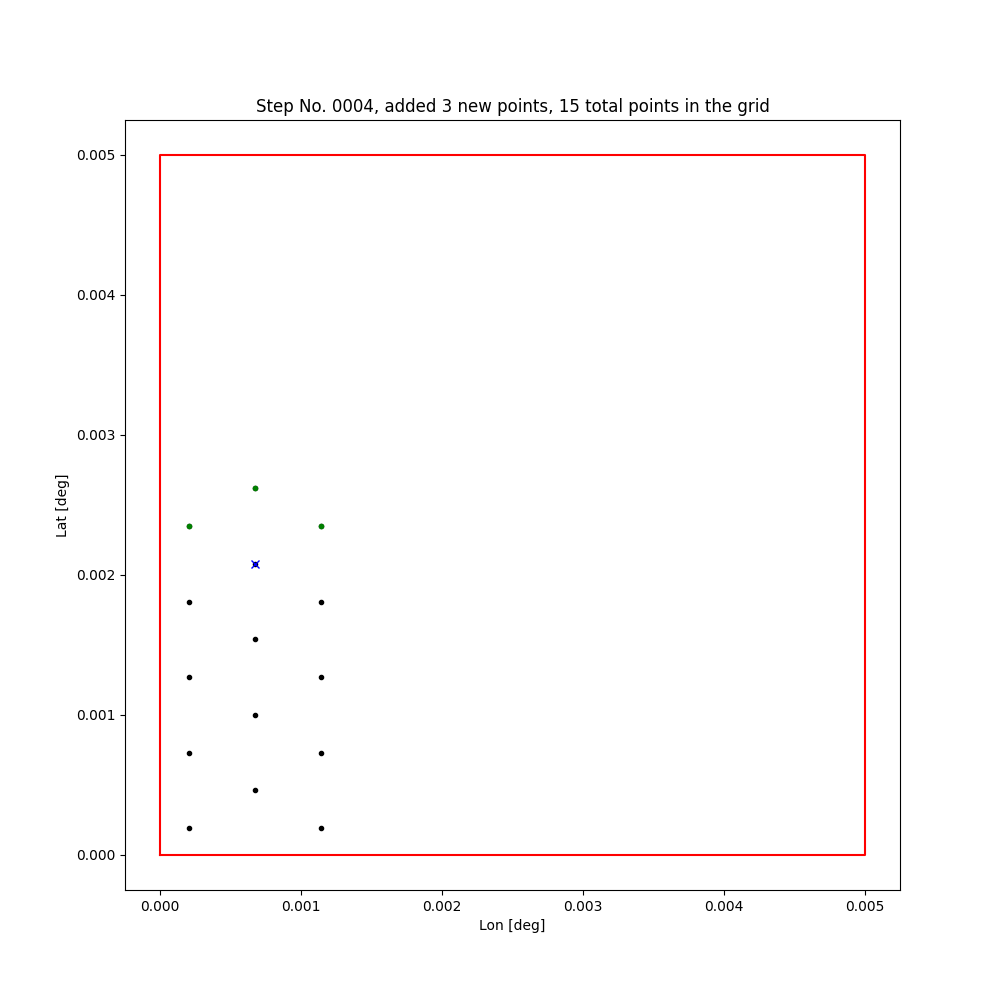 Step No. 0004, added 3 new points, 15 total points in the grid
0.005
0.004
0.003
0.002
0.001
0.000
Lat [deg]
0.000 0.001 0.002 0.003 0.004 0.005
Lon [deg]